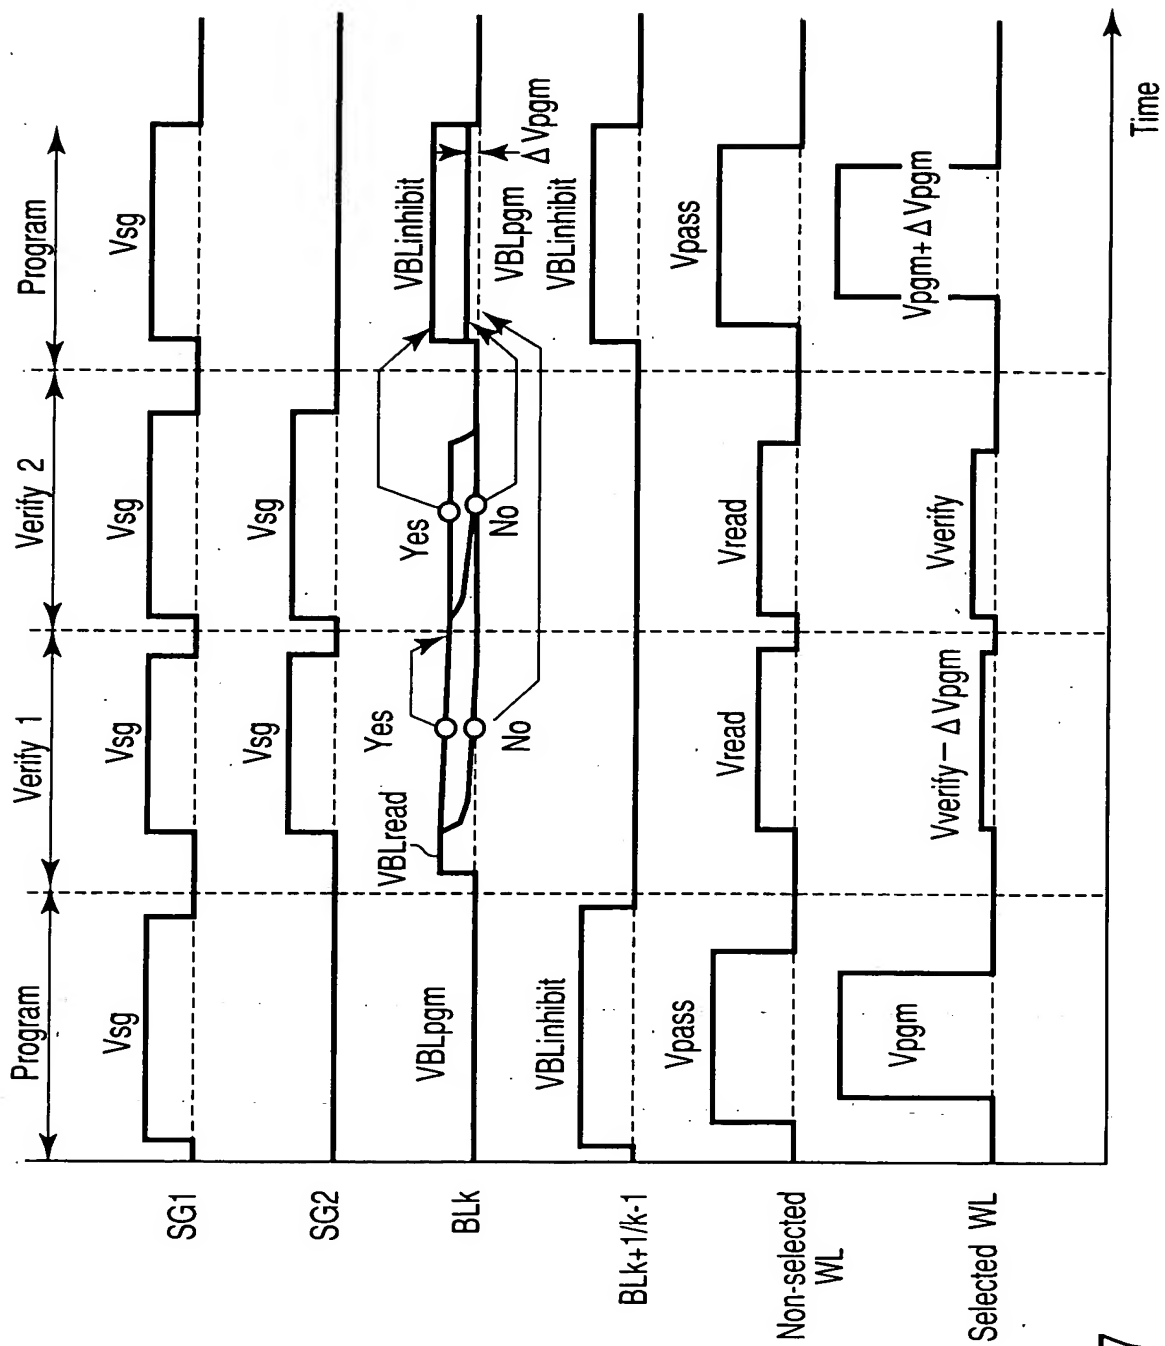 Program
Verify 1
Verify 2
Program
SG1
Vsg
Vsg
Vsg
Vsg
SG2
Vsg
Vsg
BLk
VBLpgm
VBLread
Yes
No
Yes
No
VBLinhibit
VBLpgm
ΔVpgm
BLk+1/k-1
VBLinhibit
VBLinhibit
Non-selected
WL
Vpass
Vread
Vread
Vpass
Selected WL
Vpgm
Vverify-ΔVpgm
Vverify
Vpgm+ΔVpgm
Time
7